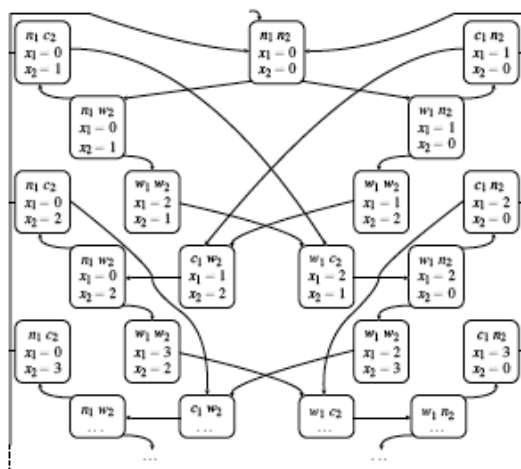 n₁ c₂
x₁ = 0
x₂ = 1
n₁ n₂
x₁ = 0
x₂ = 0
c₁ n₂
x₁ = 1
x₂ = 0
n₁ w₂
x₁ = 0
x₂ = 1
w₁ n₂
x₁ = 1
x₂ = 0
n₁ c₂
x₁ = 0
x₂ = 2
w₁ w₂
x₁ = 2
x₂ = 1
w₁ w₂
x₁ = 1
x₂ = 2
c₁ n₂
x₁ = 2
x₂ = 0
n₁ w₂
x₁ = 0
x₂ = 2
c₁ w₂
x₁ = 1
x₂ = 2
w₁ c₂
x₁ = 2
x₂ = 1
w₁ n₂
x₁ = 2
x₂ = 0
n₁ c₂
x₁ = 0
x₂ = 3
w₁ w₂
x₁ = 3
x₂ = 2
w₁ w₂
x₁ = 2
x₂ = 3
c₁ n₂
x₁ = 3
x₂ = 0
n₁ w₂
...
c₁ w₂
...
w₁ c₂
...
w₁ n₂
...
...
...